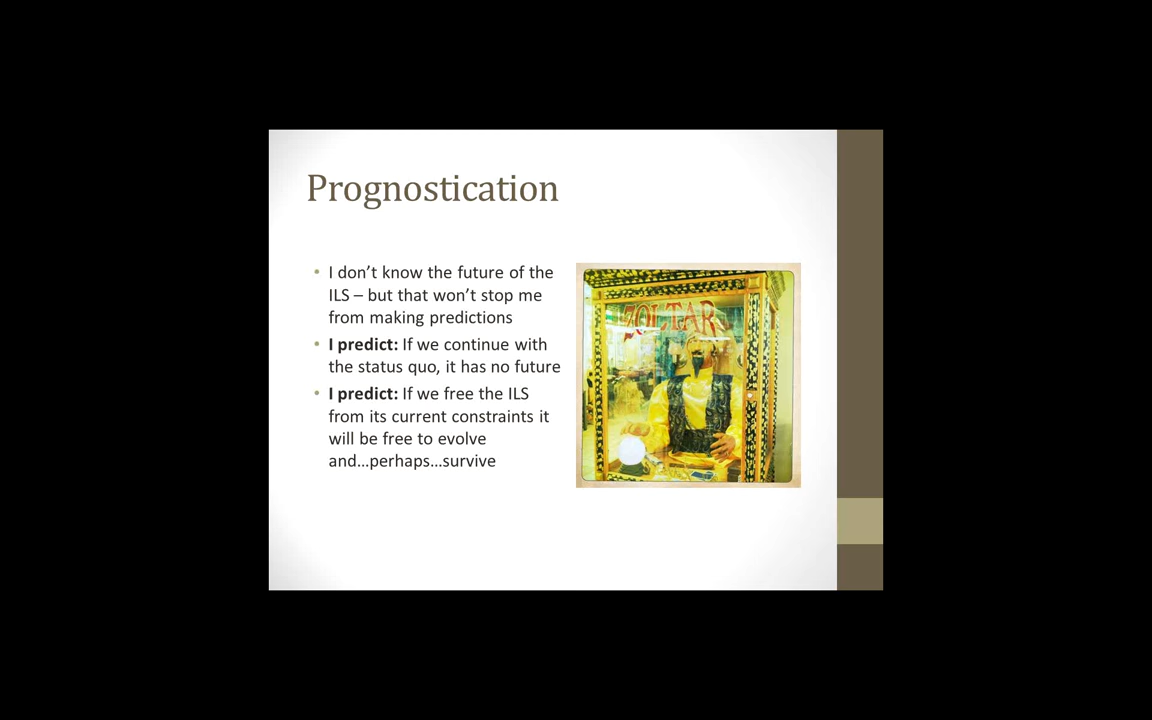 Prognostication
• I don’t know the future of the
ILS – but that won’t stop me
from making predictions
• I predict: If we continue with
the status quo, it has no future
• I predict: If we free the ILS
from its current constraints it
will be free to evolve
and…perhaps…survive
ZOLTAR